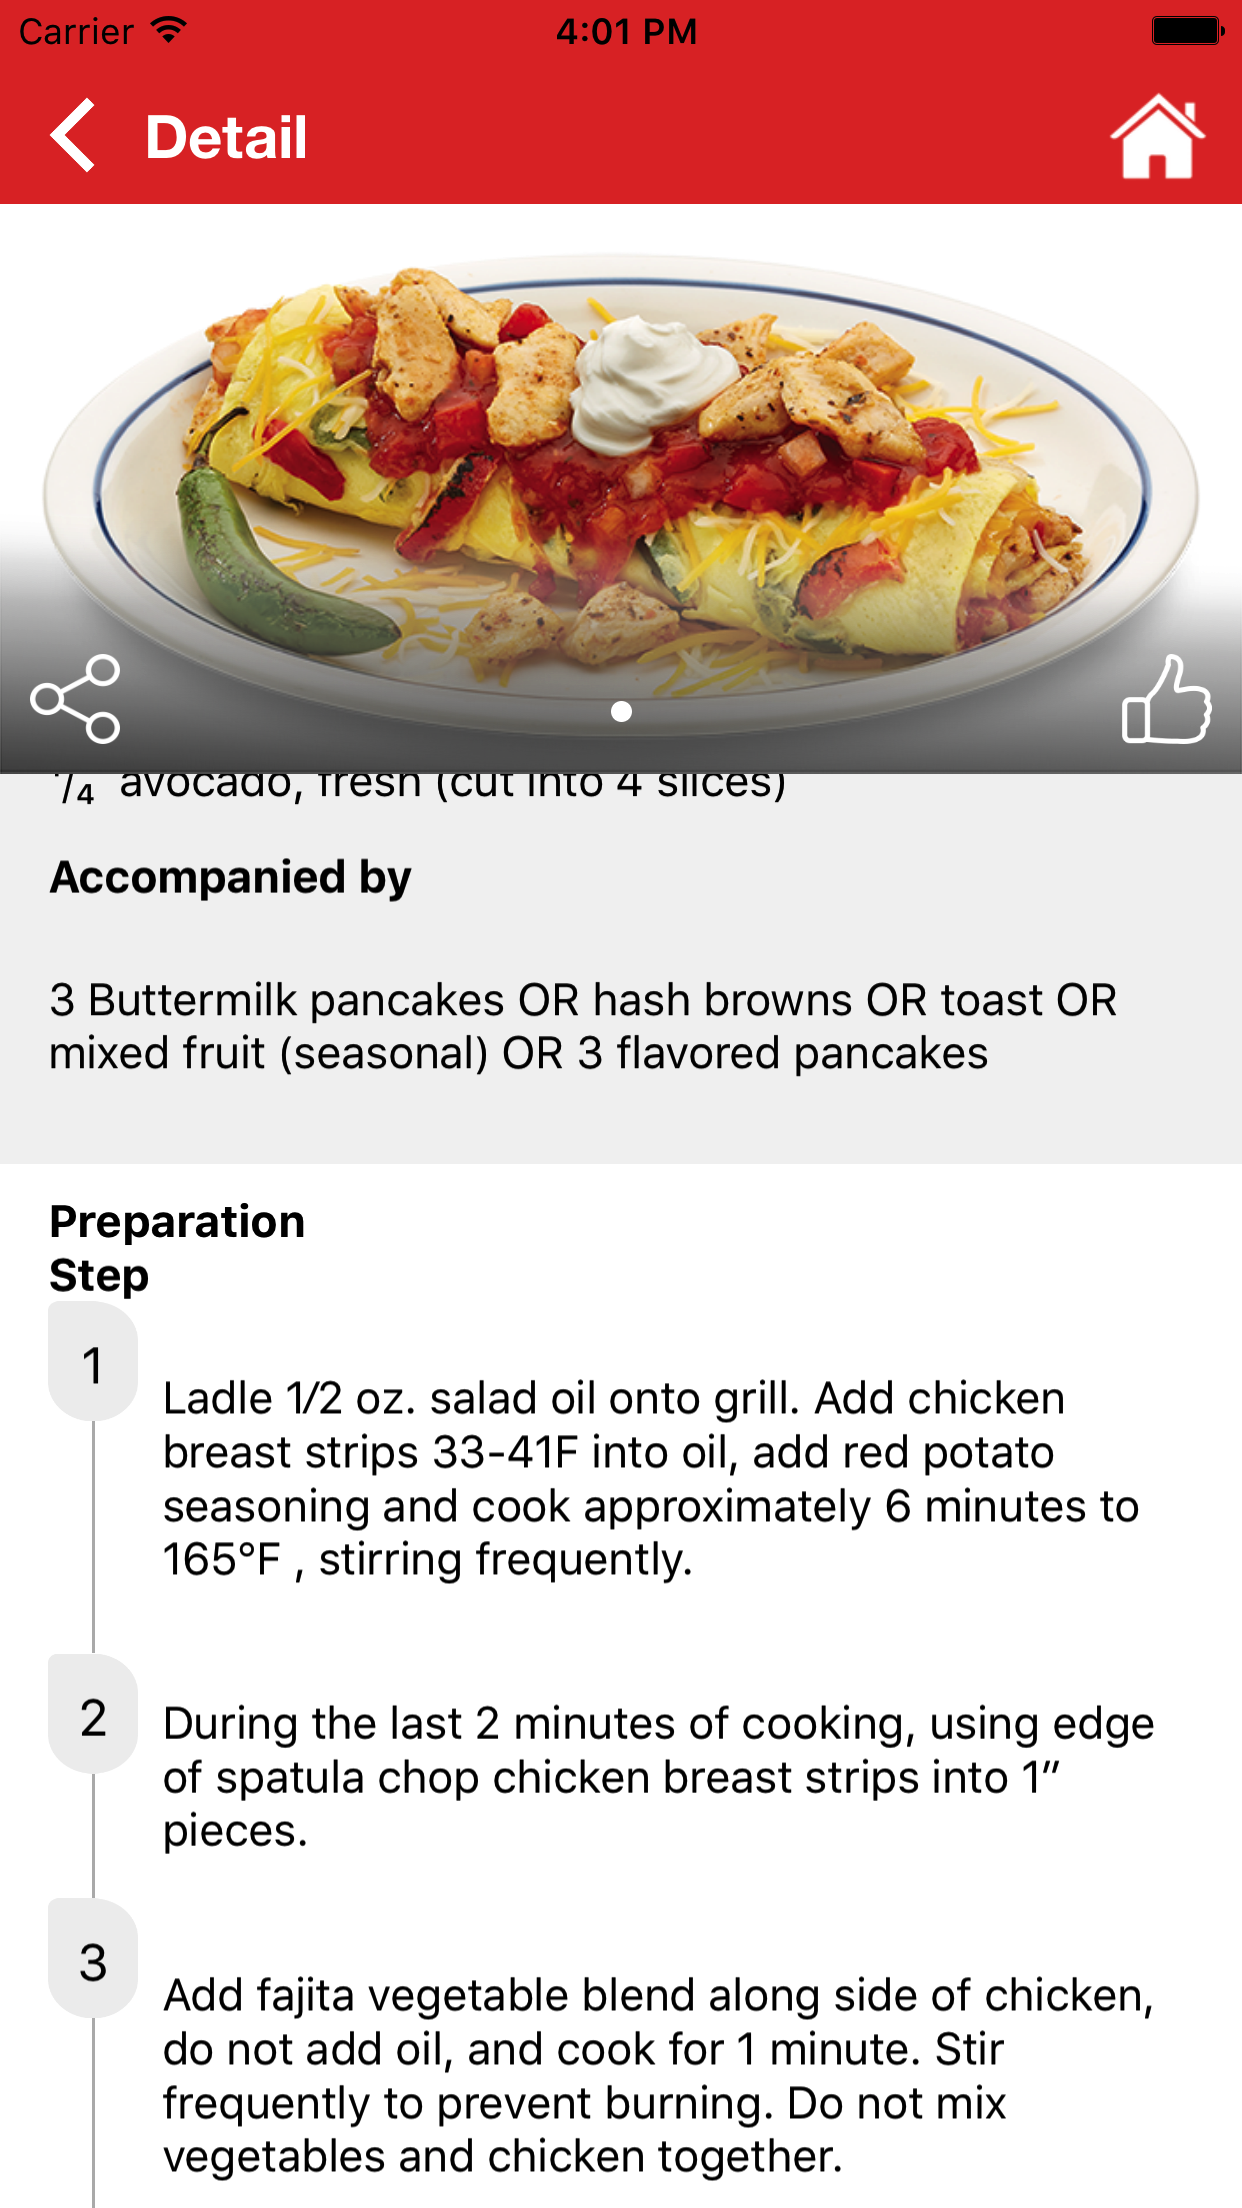 Carrier
4:01 PM
Detail
1/4 avocado, fresh (cut into 4 slices)
Accompanied by
3 Buttermilk pancakes OR hash browns OR toast OR
mixed fruit (seasonal) OR 3 flavored pancakes
Preparation
Step
1
Ladle 1/2 oz. salad oil onto grill. Add chicken
breast strips 33-41F into oil, add red potato
seasoning and cook approximately 6 minutes to
165°F , stirring frequently.
2
During the last 2 minutes of cooking, using edge
of spatula chop chicken breast strips into 1”
pieces.
3
Add fajita vegetable blend along side of chicken,
do not add oil, and cook for 1 minute. Stir
frequently to prevent burning. Do not mix
vegetables and chicken together.